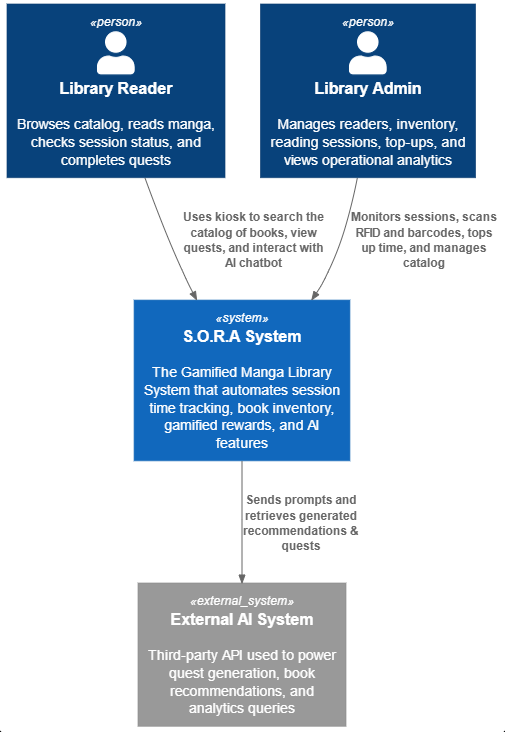 «person»
Library Reader
Browses catalog, reads manga,
checks session status, and
completes quests
«person»
Library Admin
Manages readers, inventory,
reading sessions, top-ups, and
views operational analytics
Uses kiosk to search the
catalog of books, view
quests, and interact with
AI chatbot
Monitors sessions, scans
RFID and barcodes, tops
up time, and manages
catalog
«system»
S.O.R.A System
The Gamified Manga Library
System that automates session
time tracking, book inventory,
gamified rewards, and AI
features
Sends prompts and
retrieves generated
recommendations &
quests
«external_system»
External AI System
Third-party API used to power
quest generation, book
recommendations, and
analytics queries